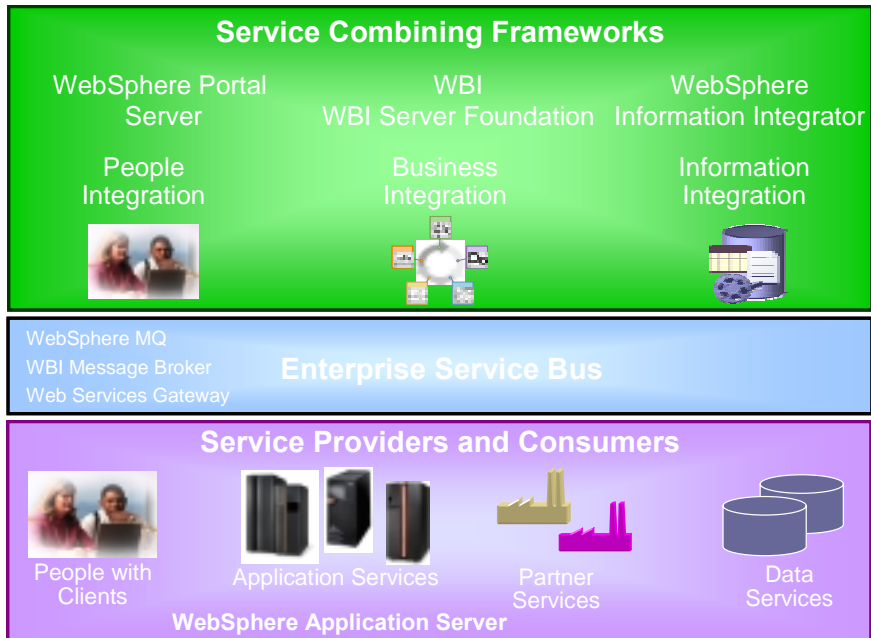 Service Combining Frameworks
WebSphere Portal
Server
WBI
WBI Server Foundation
WebSphere
Information Integrator
People
Integration
Business
Integration
Information
Integration
WebSphere MQ
WBI Message Broker
Web Services Gateway
Enterprise Service Bus
Service Providers and Consumers
People with
Clients
Application Services
Partner
Services
Data
Services
WebSphere Application Server